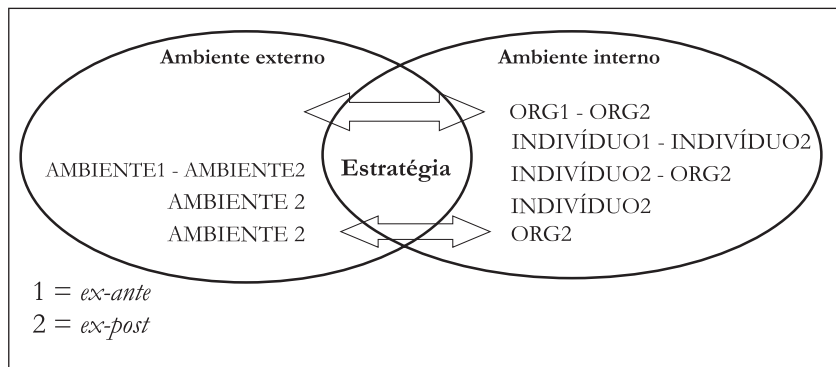 Ambiente externo
Ambiente interno
ORG1 - ORG2
INDIVÍDUO1 - INDIVÍDUO2
AMBIENTE1 - AMBIENTE2
Estratégia
INDIVÍDUO2 - ORG2
AMBIENTE 2
INDIVÍDUO2
AMBIENTE 2
ORG2
1 = ex-ante
2 = ex-post